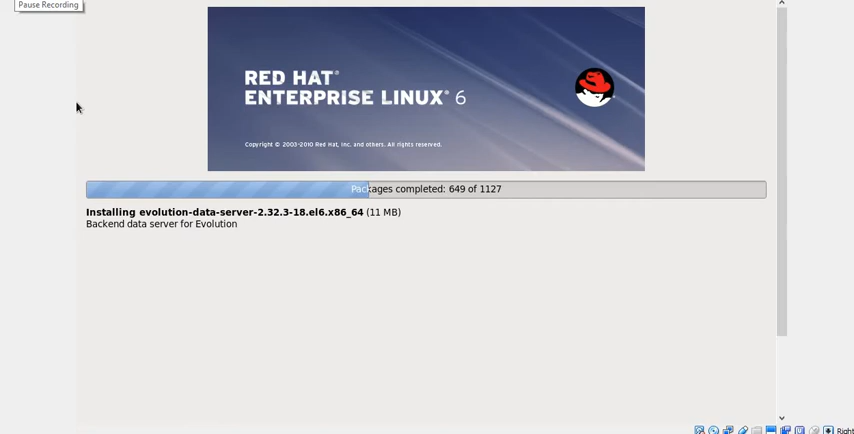 Pause Recording
RED HAT®
ENTERPRISE LINUX® 6
Copyright © 2003-2010 Red Hat, Inc. and others. All rights reserved.
Packages completed: 649 of 1127
Installing evolution-data-server-2.32.3-18.el6.x86_64 (11 MB)
Backend data server for Evolution
Right